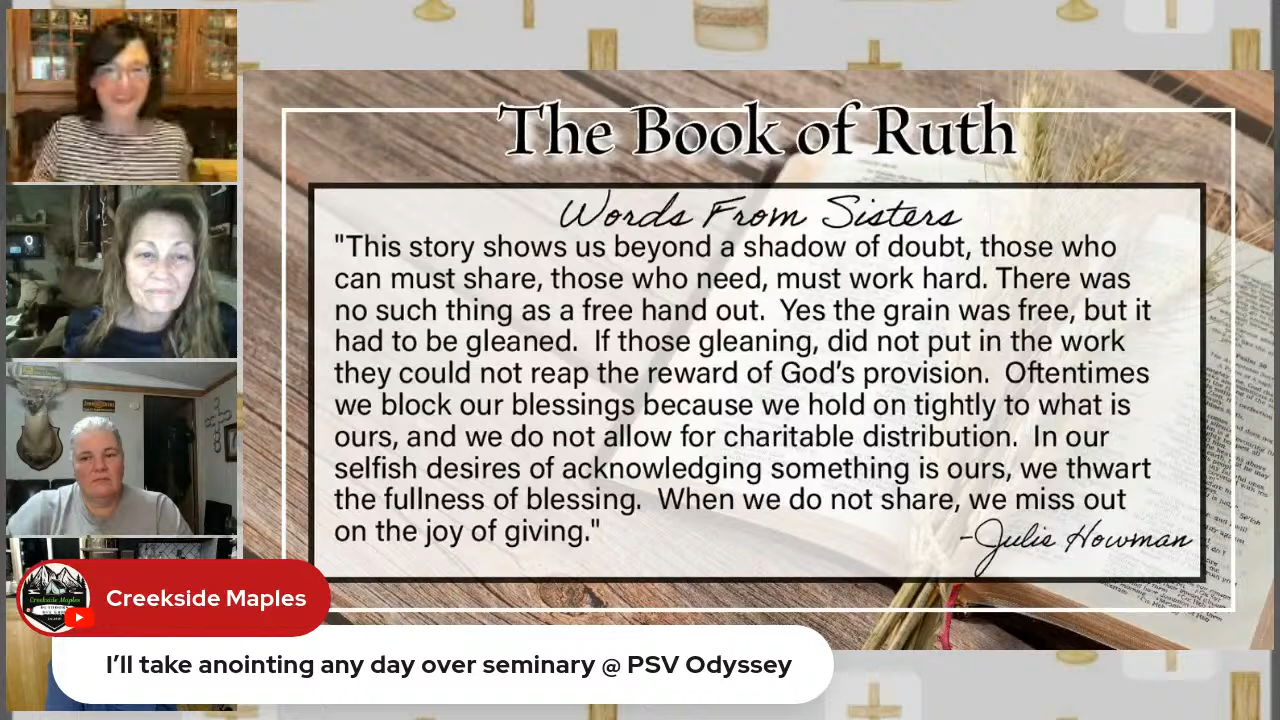 The Book of Ruth
Words From Sisters
"This story shows us beyond a shadow of doubt, those who
can must share, those who need, must work hard. There was
no such thing as a free hand out. Yes the grain was free, but it
had to be gleaned. If those gleaning, did not put in the work
they could not reap the reward of God's provision. Oftentimes
we block our blessings because we hold on tightly to what is
ours, and we do not allow for charitable distribution. In our
selfish desires of acknowledging something is ours, we thwart
the fullness of blessing. When we do not share, we miss out
on the joy of giving."
-Julie Howman
Creekside Maples
Creekside Maples
I'll take anointing any day over seminary @ PSV Odyssey